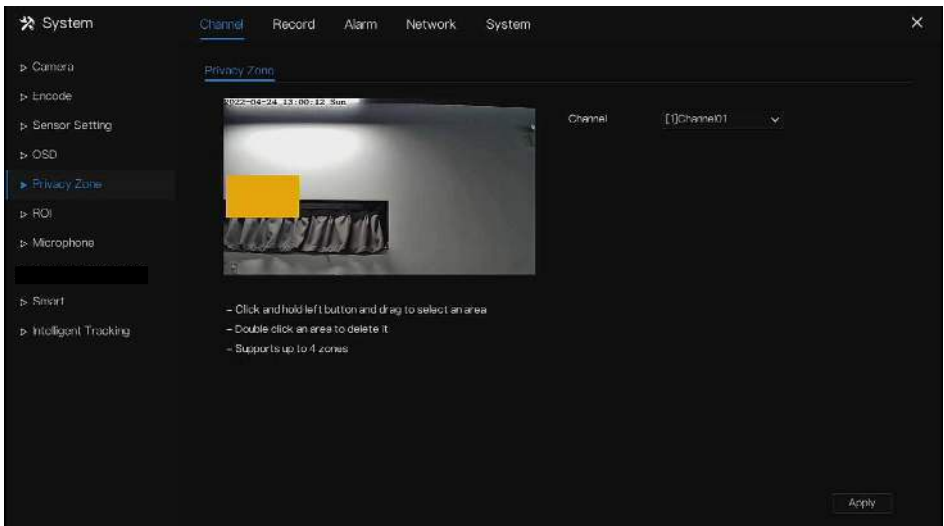 System
Channel Record Alarm Network System
Camera
Encode
Sensor Setting
OSD
Privacy Zone
ROI
Microphone
Smart
Intelligent Tracking
Privacy Zone
2022-04-24 13:00:12 Sun
Channel [1]Channel01
- Click and hold left button and drag to select an area
- Double click an area to delete it
- Supports up to 4 zones
Apply